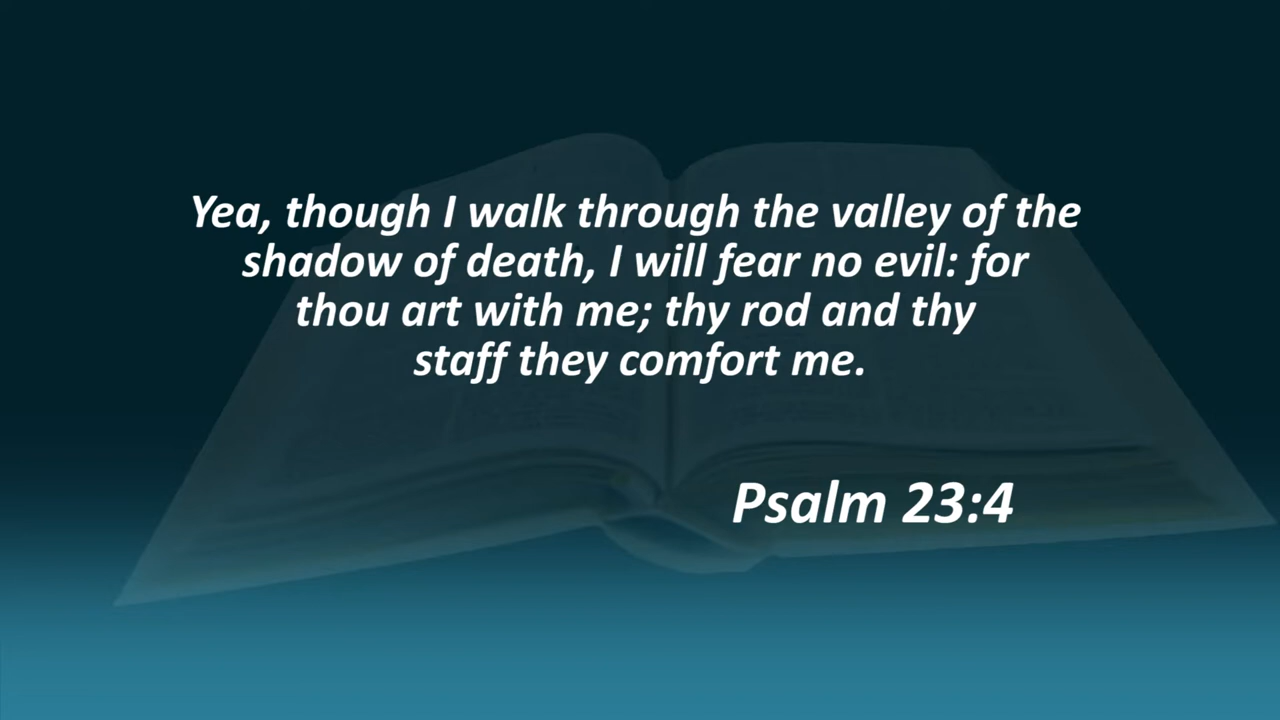 Yea, though I walk through the valley of the
shadow of death, I will fear no evil: for
thou art with me; thy rod and thy
staff they comfort me.
Psalm 23:4